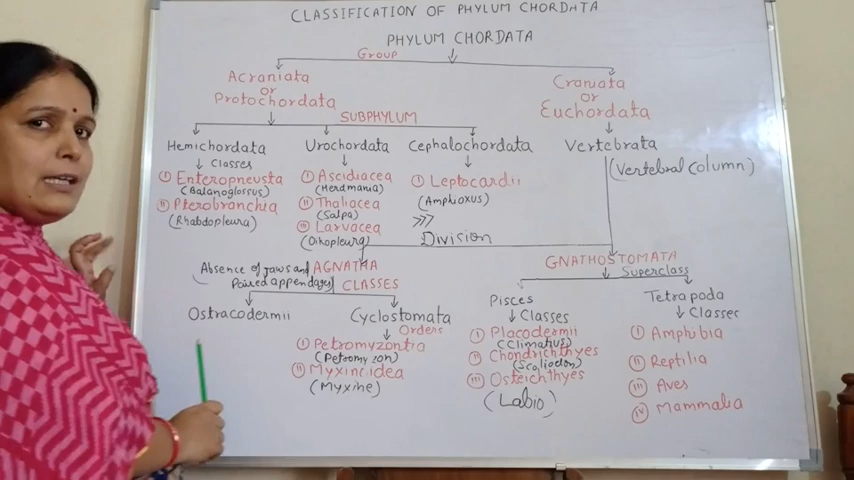 CLASSIFICATION OF PHYLUM CHORDATA
PHYLUM CHORDATA
Group
Acraniata
or
Protochordata
Craniata
or
Euchordata
SUBPHYLUM
Hemichordata
Urochordata
Cephalochordata
Vertebrata
(Vertebral Column)
Classes
(i) Enteropneusta
(Balanoglossus)
(ii) Pterobranchia
(Rhabdopleura)
(i) Ascidiacea
(Herdmania)
(ii) Thaliacea
(Salpa)
(iii) Larvacea
(Oikopleura)
(i) Leptocardii
(Amphioxus)
Division
Absence of jaws and
Paired appendages
AGNATHA
CLASSES
Ostracodermii
Cyclostomata
Orders
(i) Petromyzontia
(Petromyzon)
(ii) Myxinoidea
(Myxine)
GNATHOSTOMATA
Superclass
Pisces
Classes
(i) Placodermii
(Climatius)
(ii) Chondrichthyes
(Scoliodon)
(iii) Osteichthyes
(Labio)
Tetrapoda
Classes
(i) Amphibia
(ii) Reptilia
(iii) Aves
(iv) Mammalia